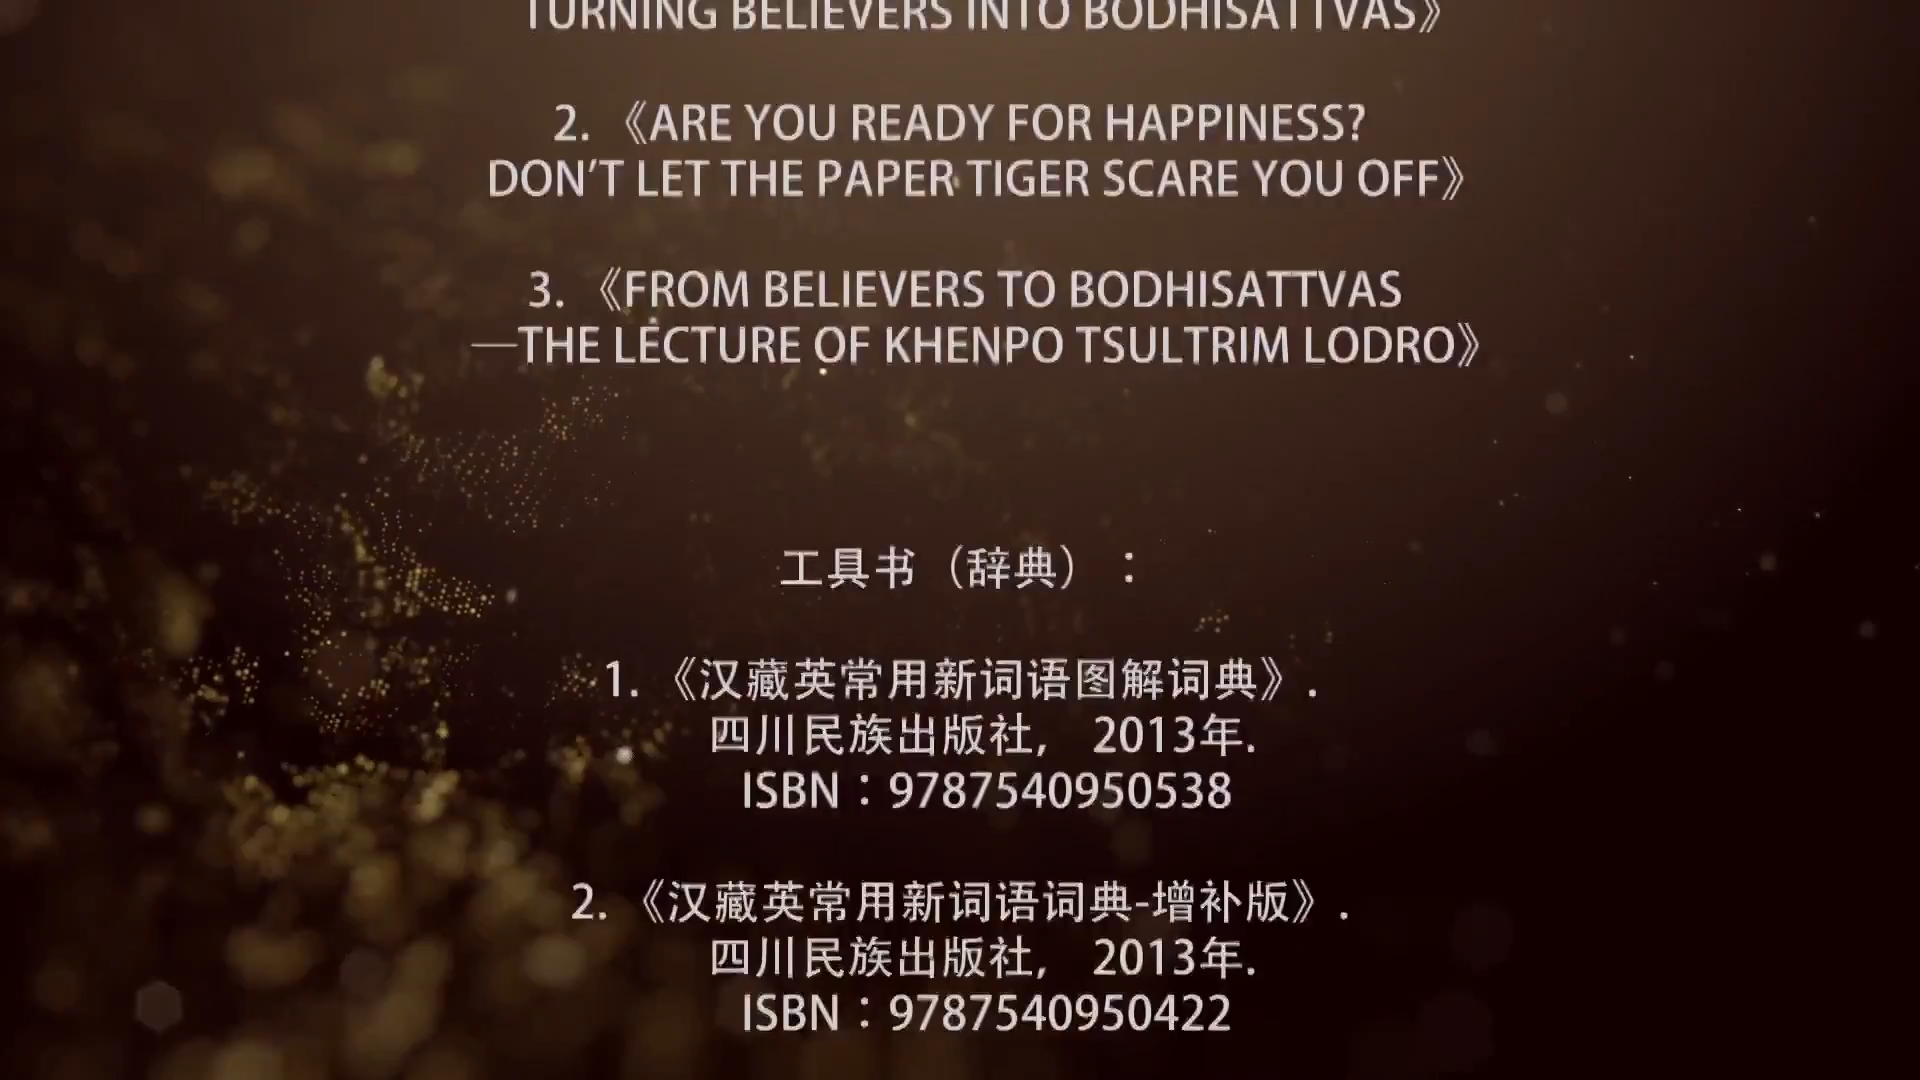 TURNING BELIEVERS INTO BODHISATTVAS》
2. 《ARE YOU READY FOR HAPPINESS?
DON’T LET THE PAPER TIGER SCARE YOU OFF》
3. 《FROM BELIEVERS TO BODHISATTVAS
—THE LECTURE OF KHENPO TSULTRIM LODRO》
工具书（辞典）：
1. 《汉藏英常用新词语图解词典》.
四川民族出版社， 2013年.
ISBN：9787540950538
2. 《汉藏英常用新词语词典-增补版》.
四川民族出版社， 2013年.
ISBN：9787540950422